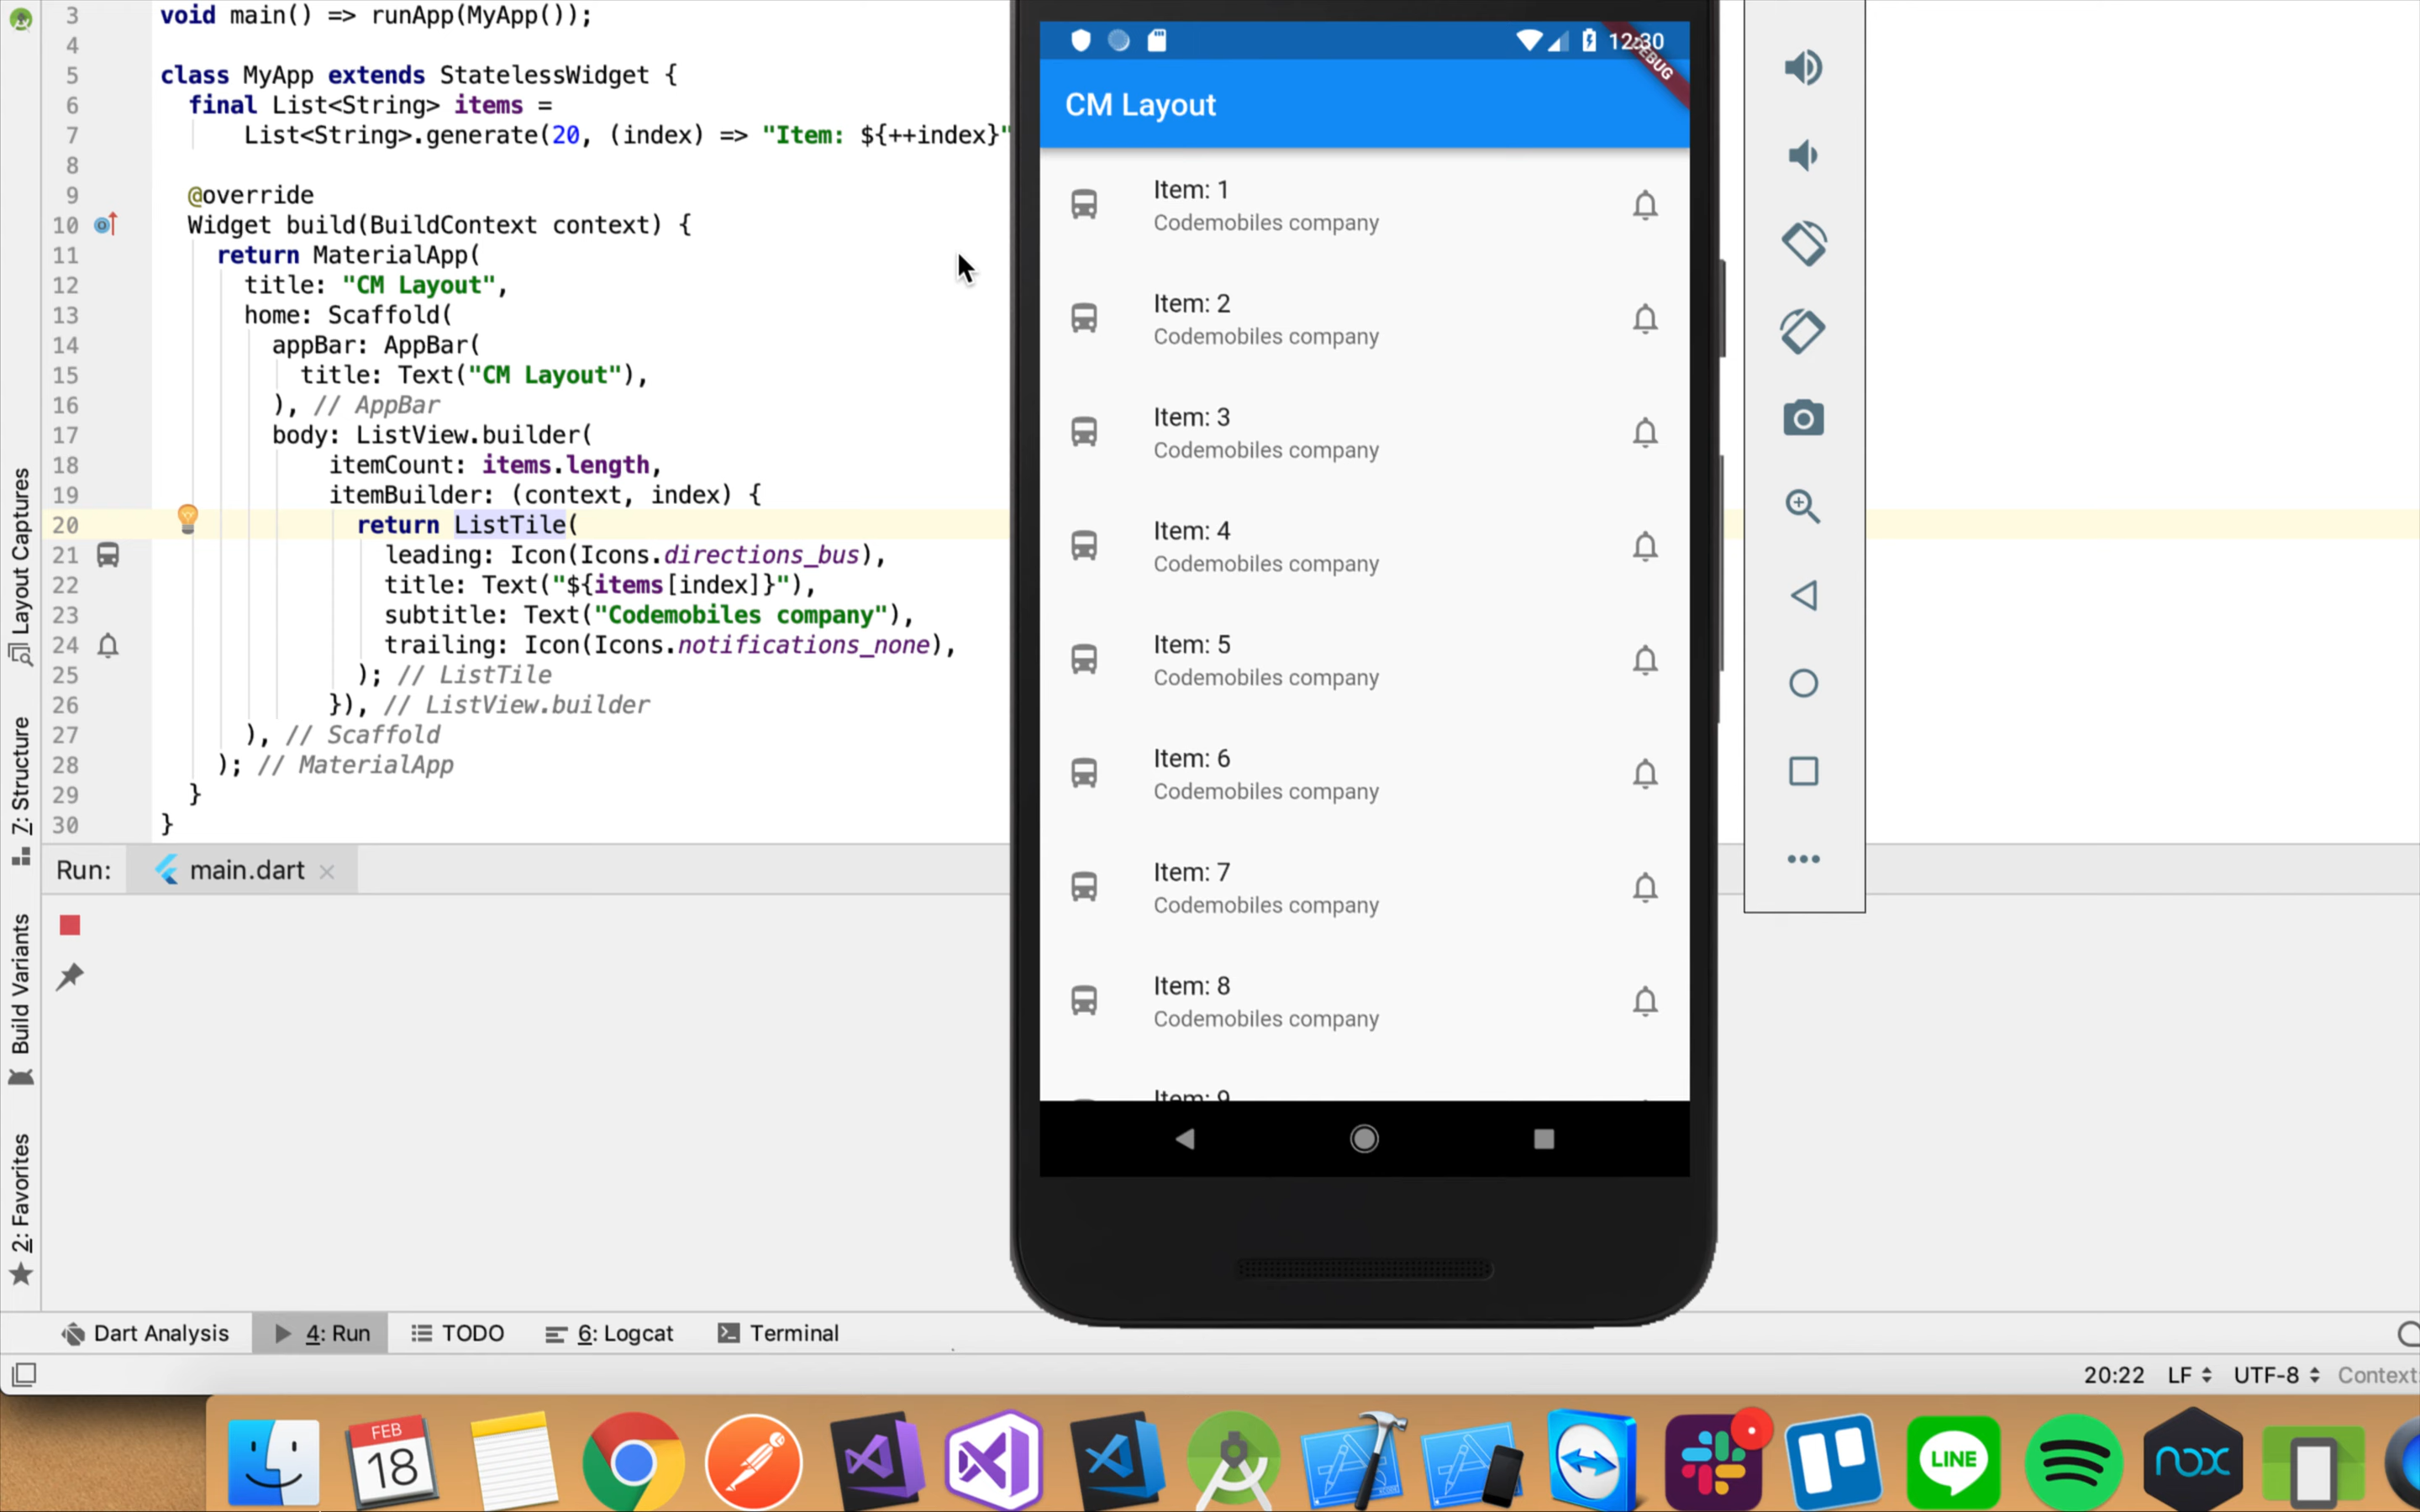 3 void main() => runApp(MyApp());
4
5 class MyApp extends StatelessWidget {
6 final List<String> items =
7 List<String>.generate(20, (index) => "Item: ${++index}"
8
9 @override
10 Widget build(BuildContext context) {
11 return MaterialApp(
12 title: "CM Layout",
13 home: Scaffold(
14 appBar: AppBar(
15 title: Text("CM Layout"),
16 ), // AppBar
17 body: ListView.builder(
18 itemCount: items.length,
19 itemBuilder: (context, index) {
20 return ListTile(
21 leading: Icon(Icons.directions_bus),
22 title: Text("${items[index]}"),
23 subtitle: Text("Codemobiles company"),
24 trailing: Icon(Icons.notifications_none),
25 ); // ListTile
26 }), // ListView.builder
27 ), // Scaffold
28 ); // MaterialApp
29 }
30 }
Layout Captures
7: Structure
Build Variants
2: Favorites
Run: main.dart
12:30
DEBUG
CM Layout
Item: 1
Codemobiles company
Item: 2
Codemobiles company
Item: 3
Codemobiles company
Item: 4
Codemobiles company
Item: 5
Codemobiles company
Item: 6
Codemobiles company
Item: 7
Codemobiles company
Item: 8
Codemobiles company
Item: 9
Dart Analysis 4: Run TODO 6: Logcat Terminal
20:22 LF UTF-8 Context
FEB
18
LINE
nox